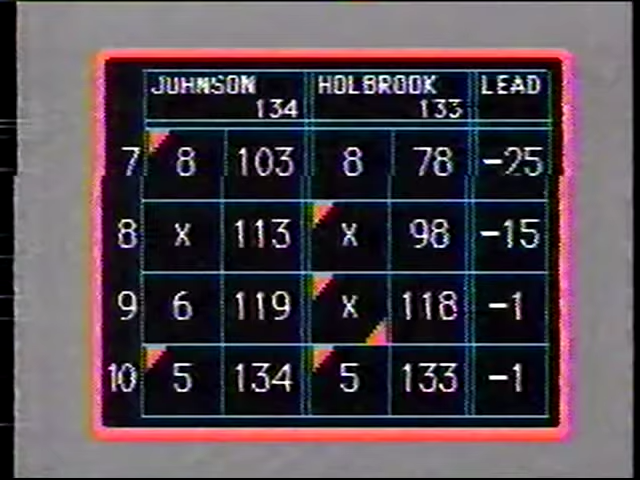 JOHNSON HOLBROOK LEAD
134 133
7 8 103 8 78 -25
8 X 113 X 98 -15
9 6 119 X 118 -1
10 5 134 5 133 -1